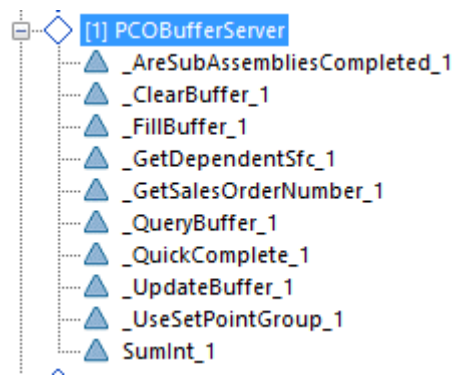 [1] PCOBufferServer
_AreSubAssembliesCompleted_1
_ClearBuffer_1
_FillBuffer_1
_GetDependentSfc_1
_GetSalesOrderNumber_1
_QueryBuffer_1
_QuickComplete_1
_UpdateBuffer_1
_UseSetPointGroup_1
SumInt_1